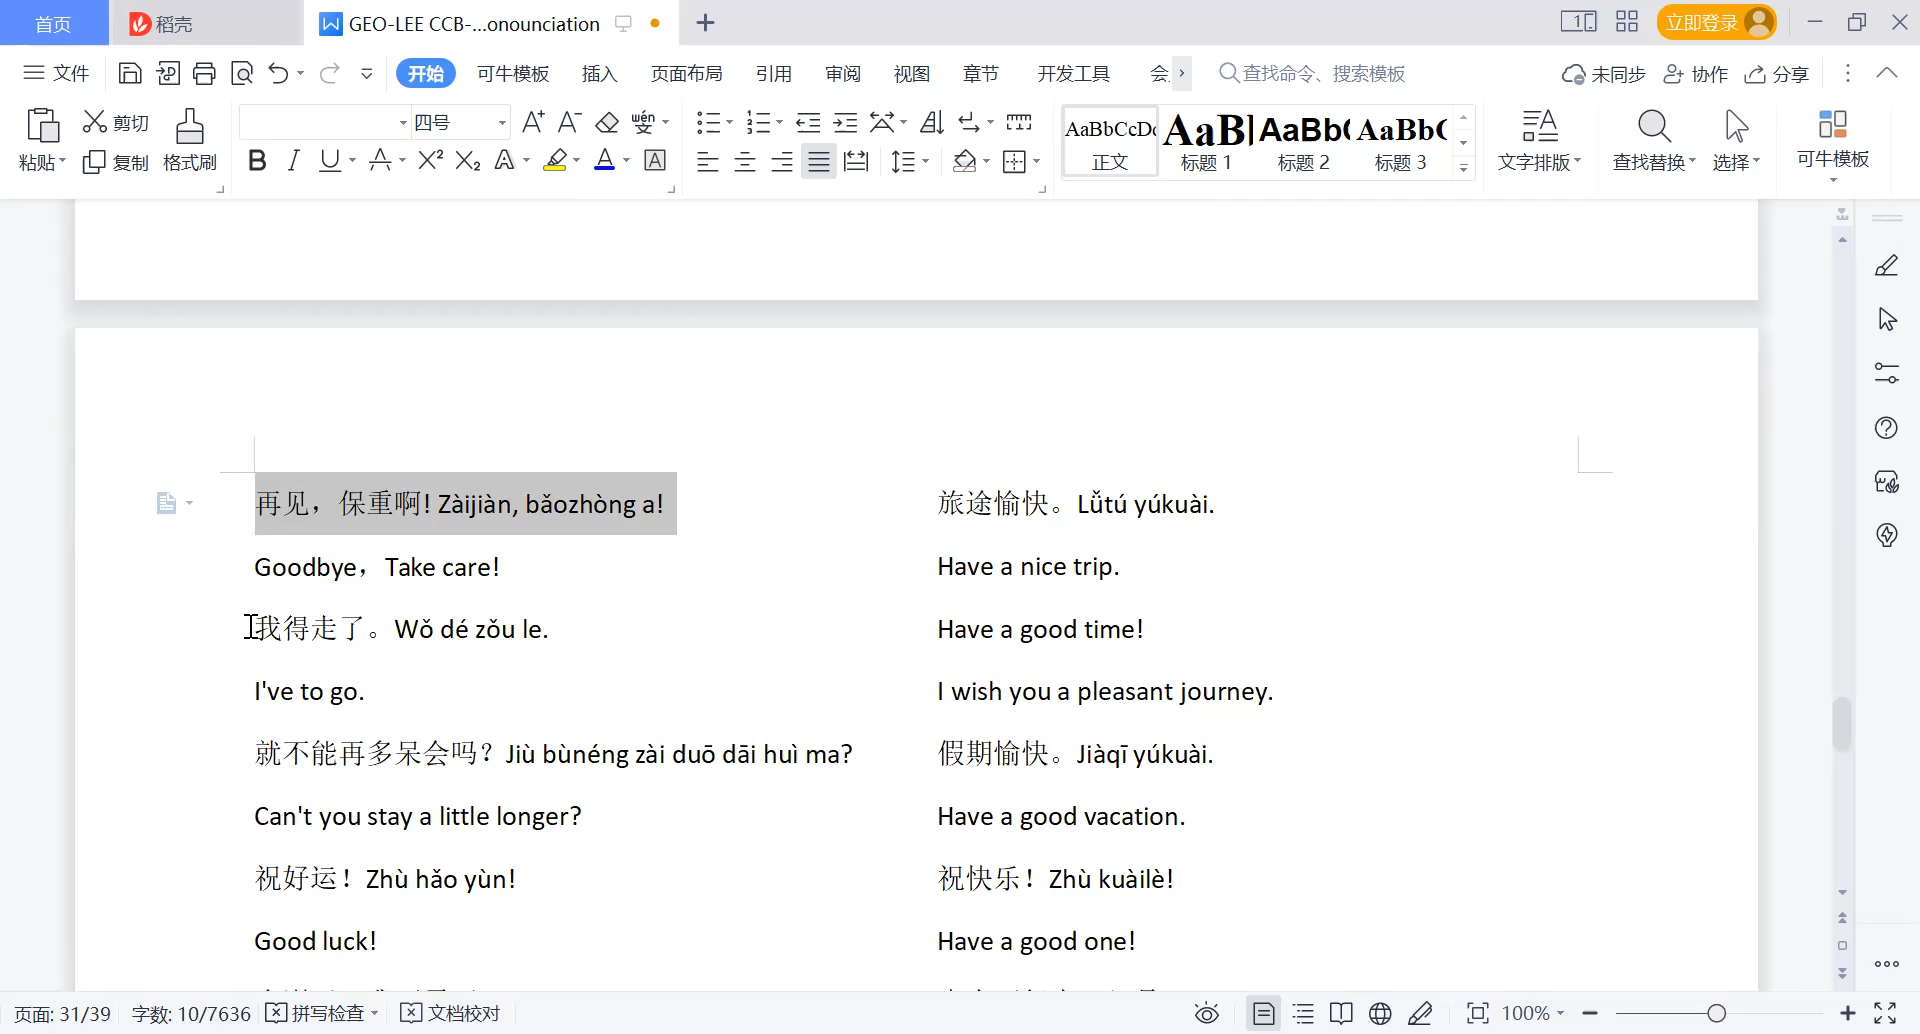 首页
稻壳
GEO-LEE CCB-...onounciation
立即登录
文件
开始
可牛模板
插入
页面布局
引用
审阅
视图
章节
开发工具
会
查找命令、搜索模板
未同步
协作
分享
粘贴
剪切
复制
格式刷
四号
AaBbCcDd
正文
AaBl
标题 1
AaBb(
标题 2
AaBbC
标题 3
文字排版
查找替换
选择
可牛模板
再见，保重啊! Zàijiàn, bǎozhòng a!
Goodbye，Take care!
我得走了。Wǒ dé zǒu le.
I've to go.
就不能再多呆会吗？Jiù bùnéng zài duō dāi huì ma?
Can't you stay a little longer?
祝好运！Zhù hǎo yùn!
Good luck!
旅途愉快。Lǚtú yúkuài.
Have a nice trip.
Have a good time!
I wish you a pleasant journey.
假期愉快。Jiàqī yúkuài.
Have a good vacation.
祝快乐！Zhù kuàilè!
Have a good one!
页面: 31/39
字数: 10/7636
拼写检查
文档校对
100%